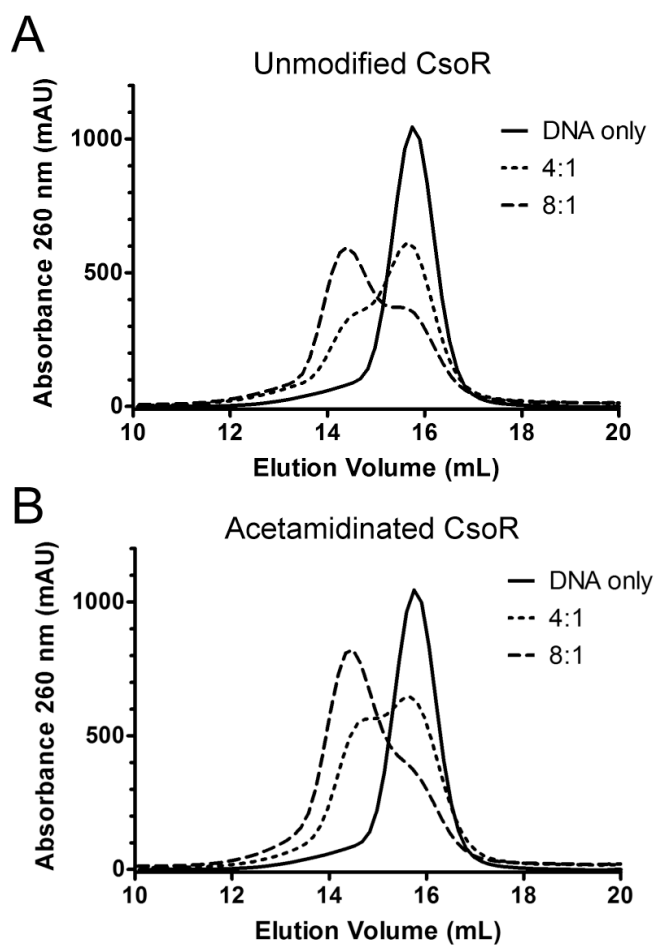 A
Unmodified CsoR
Absorbance 260 nm (mAU)
1000
500
0
DNA only
4:1
8:1
10 12 14 16 18 20
Elution Volume (mL)
B
Acetamidinated CsoR
Absorbance 260 nm (mAU)
1000
500
0
DNA only
4:1
8:1
10 12 14 16 18 20
Elution Volume (mL)